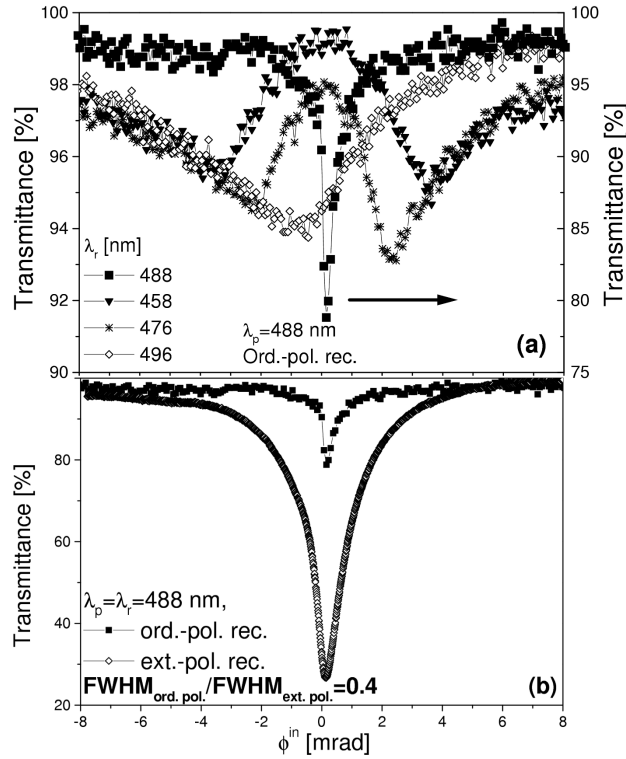 100
98
96
94
92
90
Transmittance [%]
100
95
90
85
80
75
Transmittance [%]
λr [nm]
488
458
476
496
λp=488 nm
Ord.-pol. rec.
(a)
80
60
40
20
Transmittance [%]
λp=λr=488 nm,
ord.-pol. rec.
ext.-pol. rec.
FWHMord. pol./FWHMext. pol.=0.4
(b)
-8 -6 -4 -2 0 2 4 6 8
ϕin [mrad]